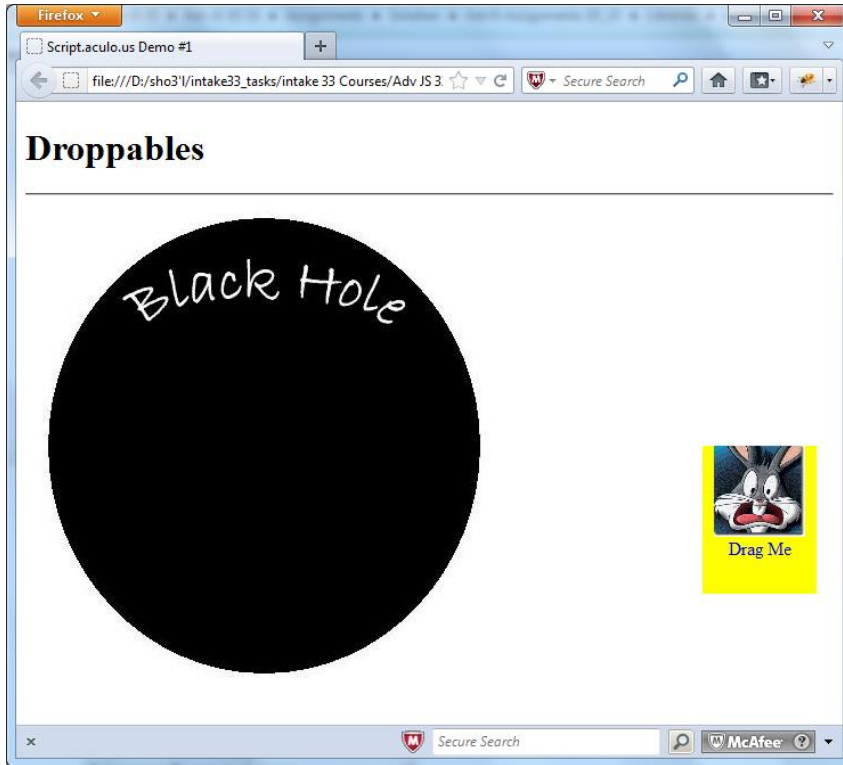 Firefox
Script.aculo.us Demo #1
file:///D:/sho3'l/intake33_tasks/intake 33 Courses/Adv JS 3
Secure Search
Droppables
Black Hole
Drag Me
Secure Search
McAfee